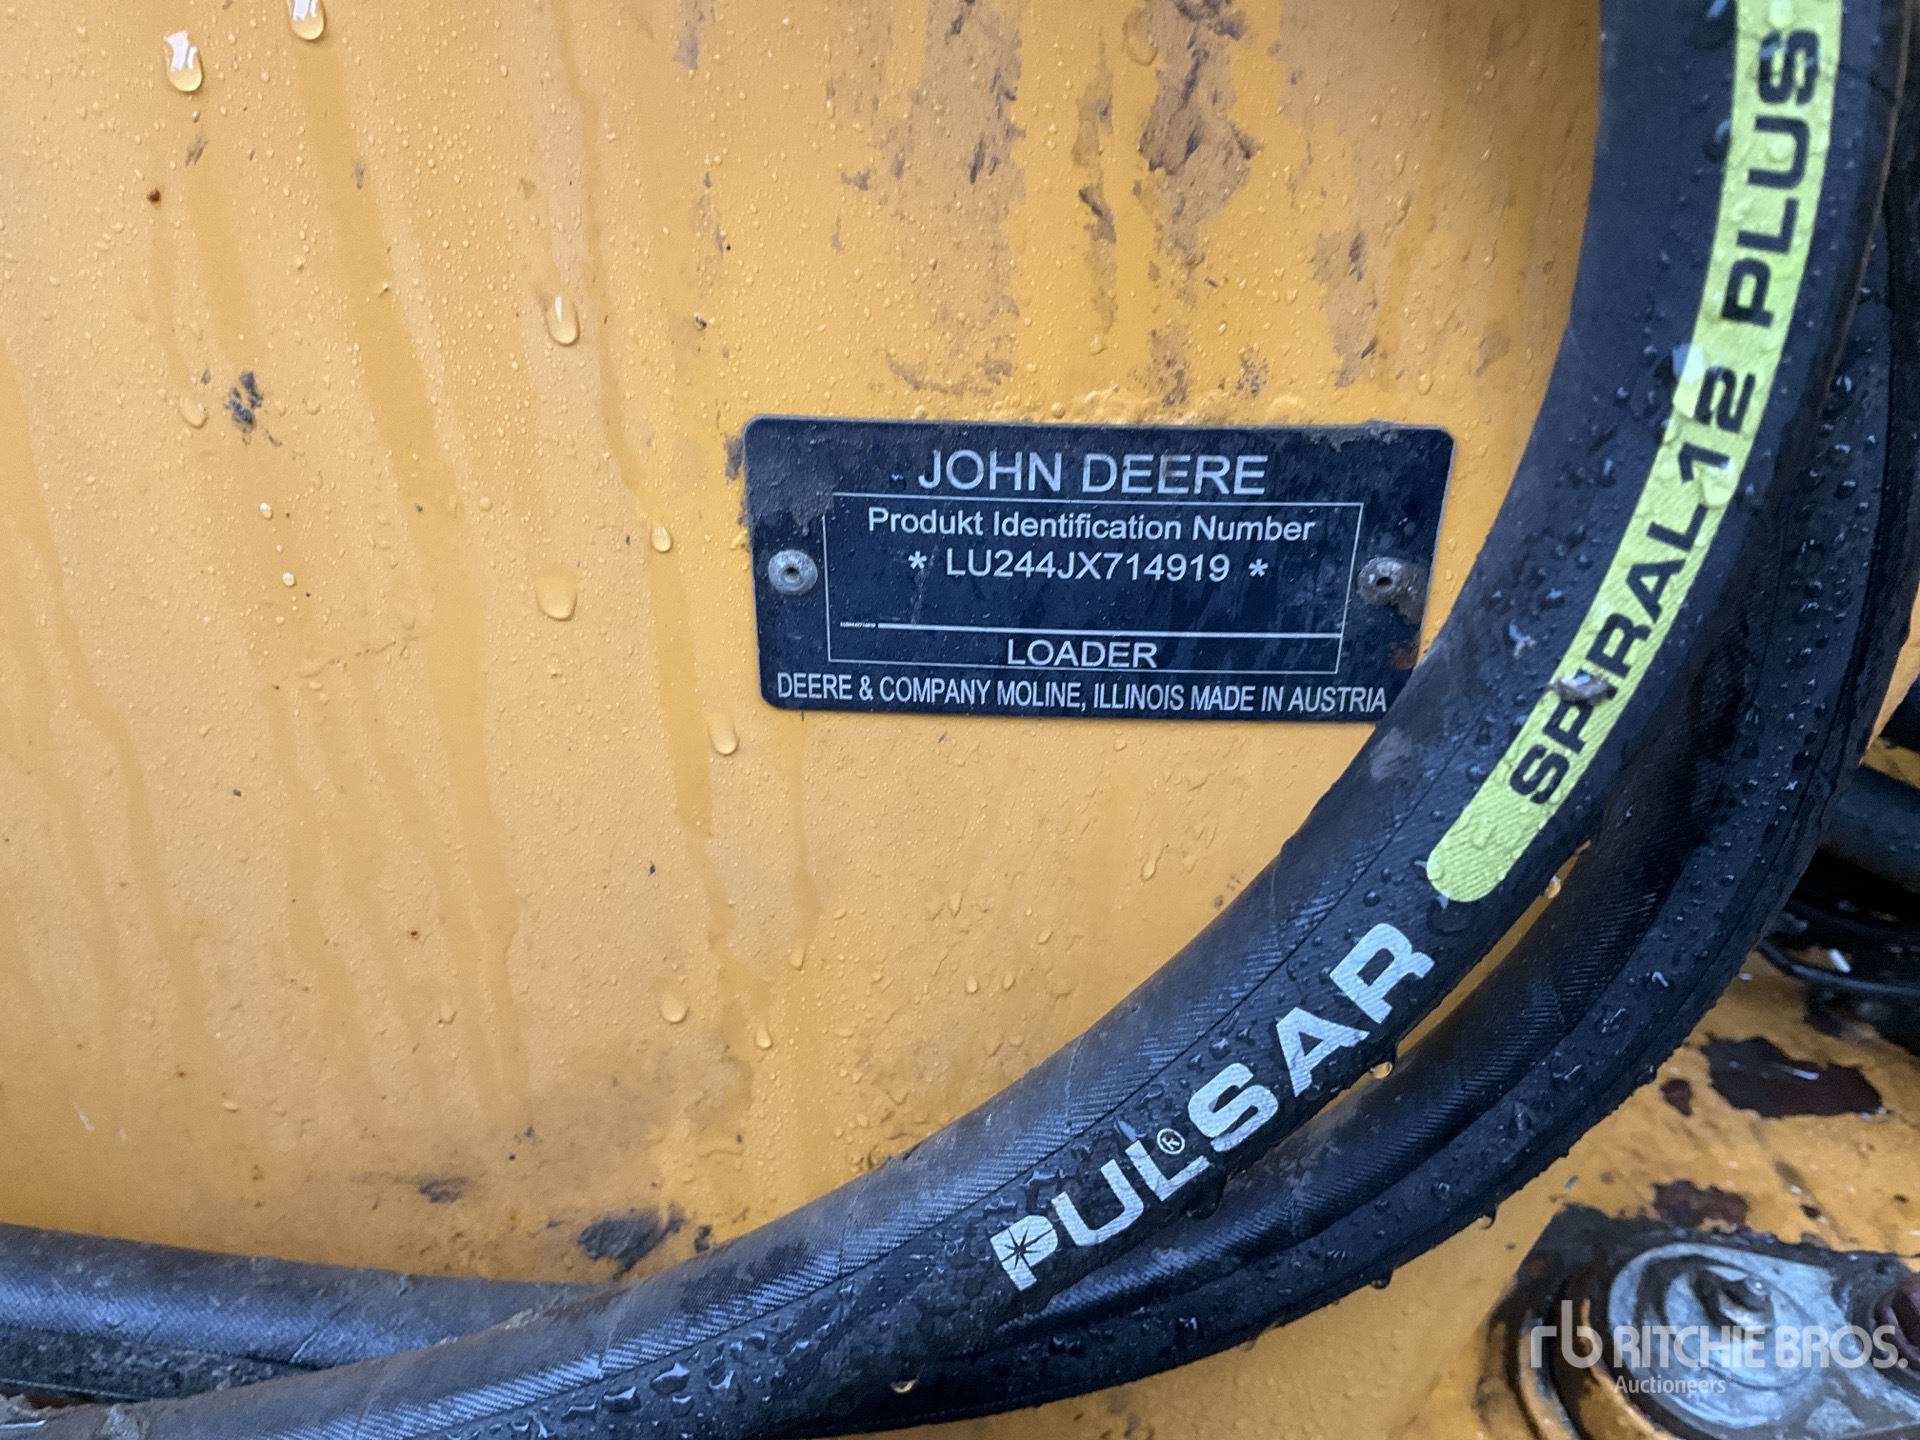 JOHN DEERE
Produkt Identification Number
* LU244JX714919 *
LOADER
DEERE & COMPANY MOLINE, ILLINOIS MADE IN AUSTRIA
SPIRAL 12 PLUS
PULSAR®
rb RITCHIE BROS.
Auctioneers